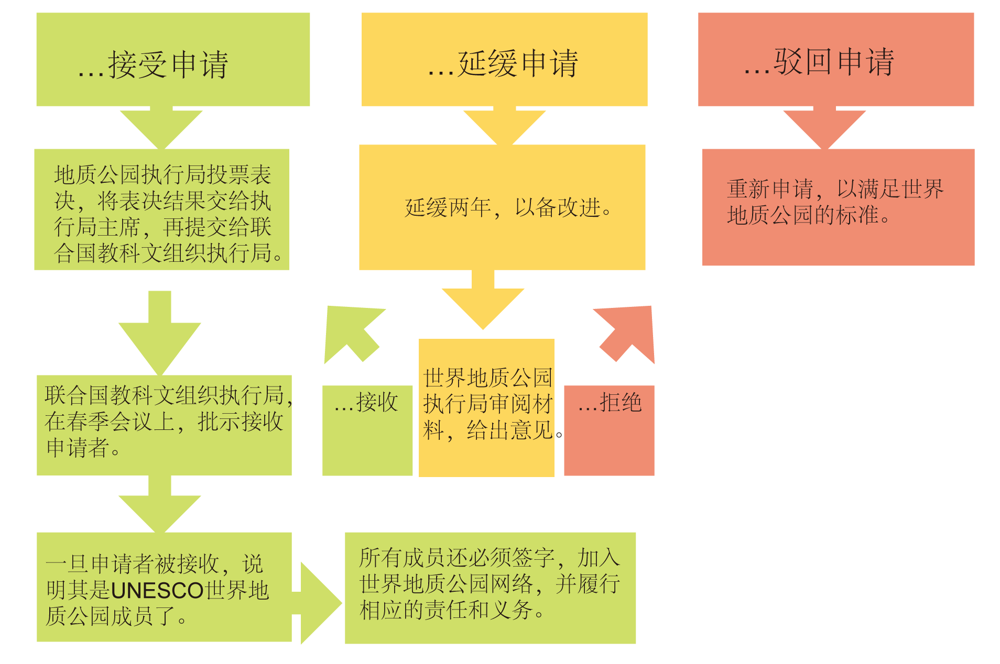 ...接受申请
...延缓申请
...驳回申请
地质公园执行局投票表
决，将表决结果交给执
行局主席，再提交给联
合国教科文组织执行局。
延缓两年，以备改进。
重新申请，以满足世界
地质公园的标准。
联合国教科文组织执行局，
在春季会议上，批示接收
申请者。
...接收
世界地质公园
执行局审阅材
料，给出意见。
...拒绝
一旦申请者被接收，说
明其是UNESCO世界地
质公园成员了。
所有成员还必须签字，加入
世界地质公园网络，并履行
相应的责任和义务。